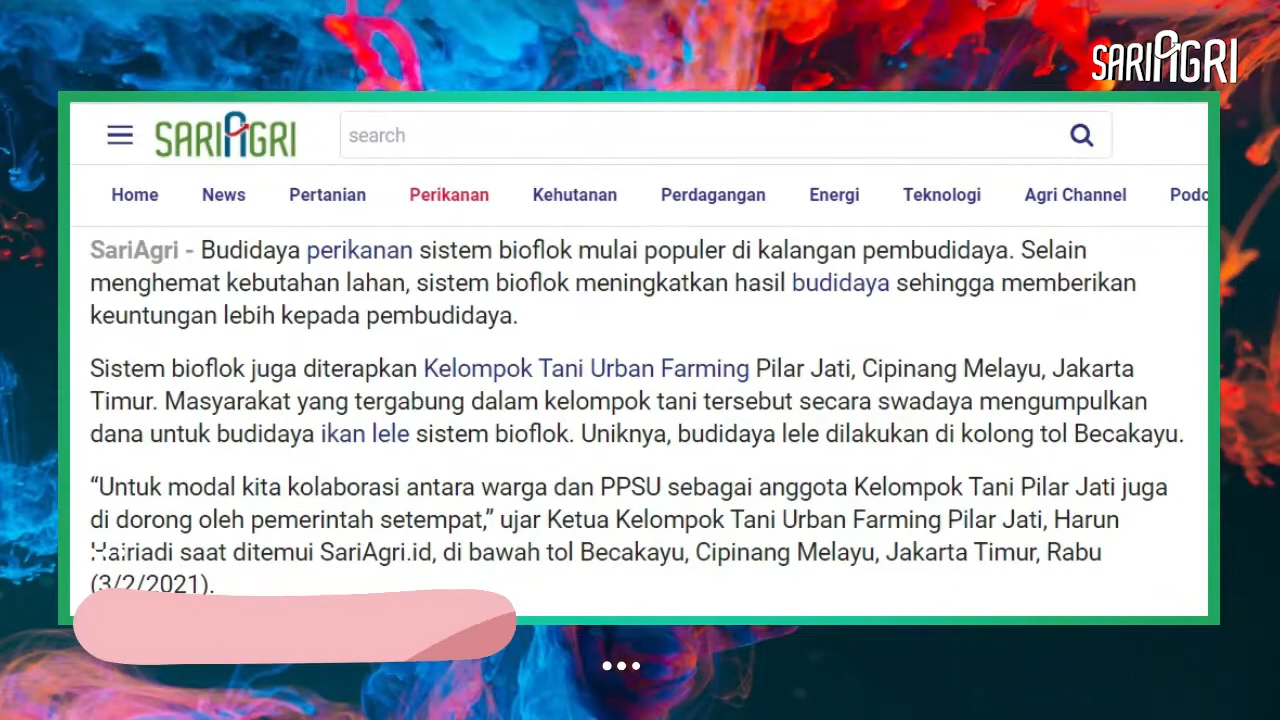 SARIAGRI
SARIAGRI
search
Home News Pertanian Perikanan Kehutanan Perdagangan Energi Teknologi Agri Channel Podc
SariAgri - Budidaya perikanan sistem bioflok mulai populer di kalangan pembudidaya. Selain
menghemat kebutahan lahan, sistem bioflok meningkatkan hasil budidaya sehingga memberikan
keuntungan lebih kepada pembudidaya.
Sistem bioflok juga diterapkan Kelompok Tani Urban Farming Pilar Jati, Cipinang Melayu, Jakarta
Timur. Masyarakat yang tergabung dalam kelompok tani tersebut secara swadaya mengumpulkan
dana untuk budidaya ikan lele sistem bioflok. Uniknya, budidaya lele dilakukan di kolong tol Becakayu.
“Untuk modal kita kolaborasi antara warga dan PPSU sebagai anggota Kelompok Tani Pilar Jati juga
di dorong oleh pemerintah setempat,” ujar Ketua Kelompok Tani Urban Farming Pilar Jati, Harun
Hairiadi saat ditemui SariAgri.id, di bawah tol Becakayu, Cipinang Melayu, Jakarta Timur, Rabu
(3/2/2021).